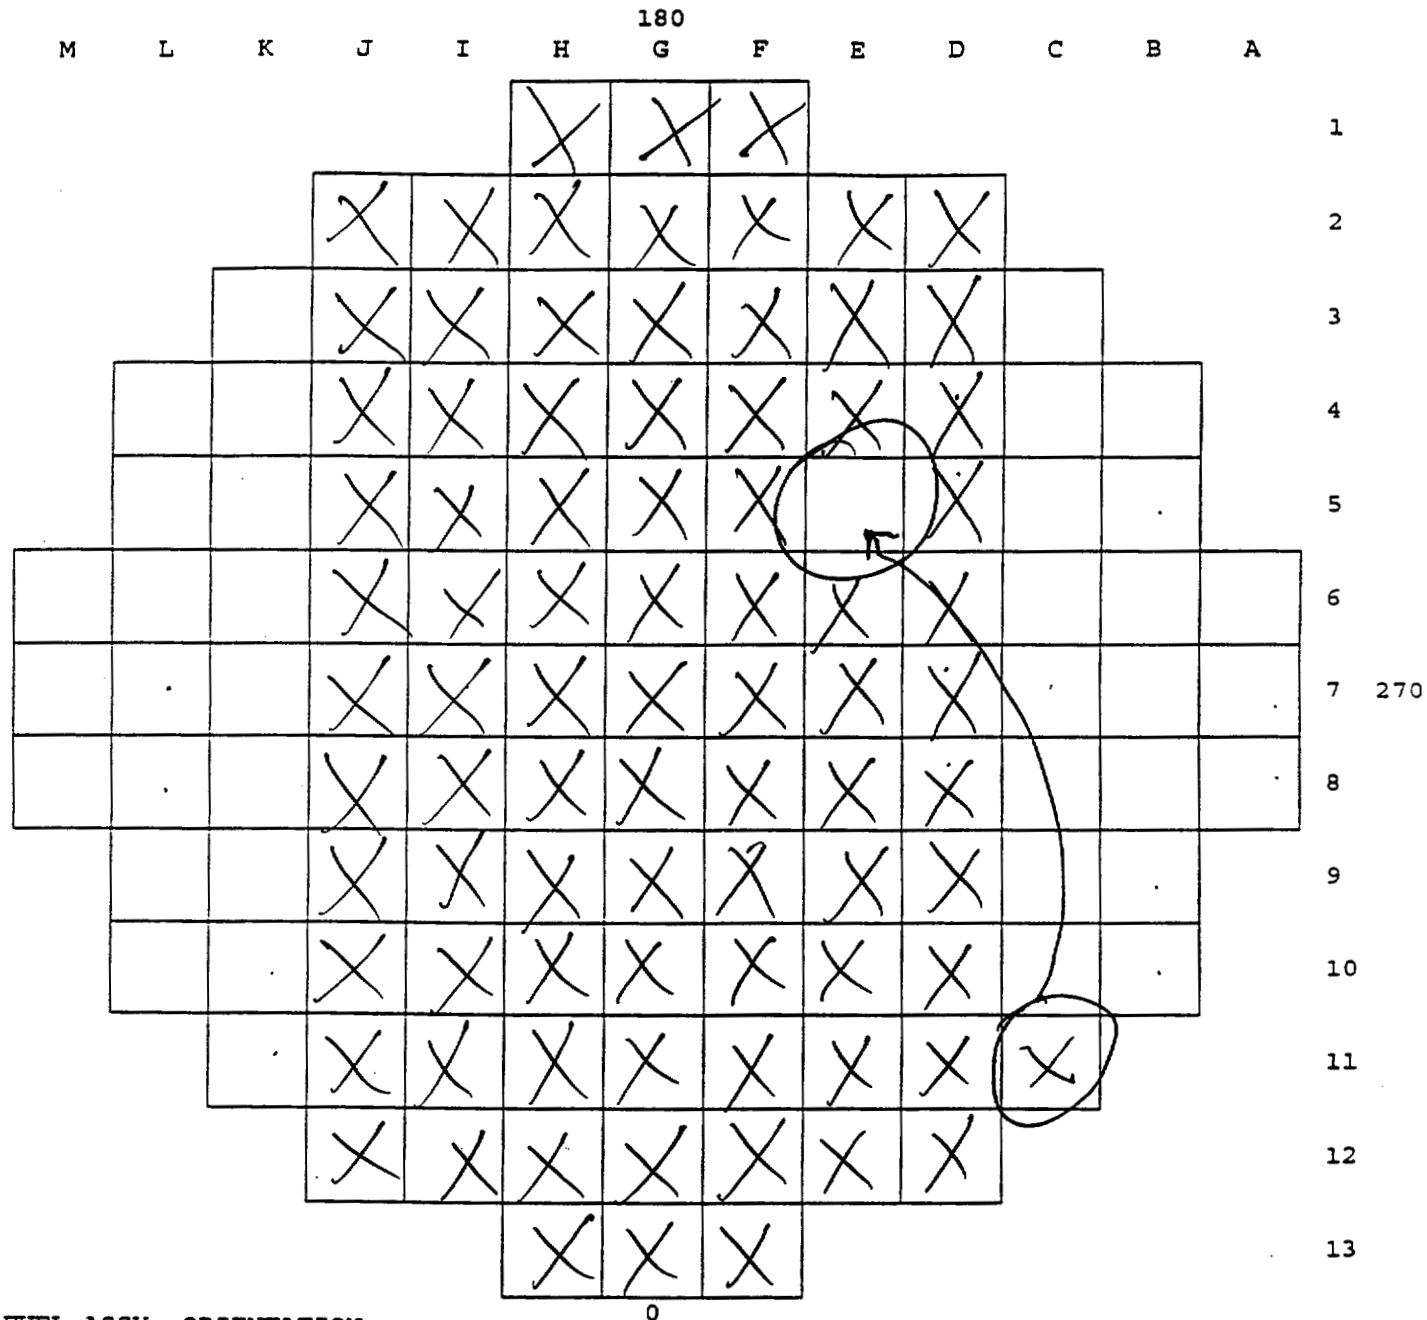 180
M L K J I H G F E D C B A
X X X 1
X X X X X X X 2
X X X X X X X 3
X X X X X X X 4
X X X X X X 5
X X X X X X X 6
X X X X X X X 7 270
X X X X X X X 8
X X X X X X X 9
X X X X X X X 10
X X X X X X X X 11
X X X X X X X 12
X X X 13
0